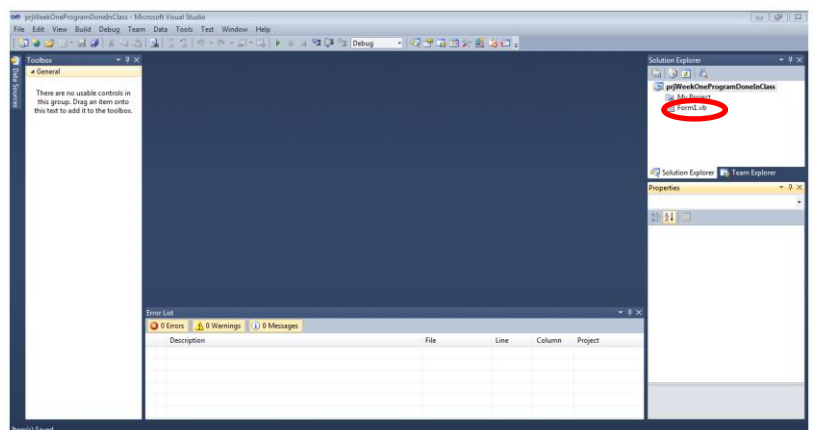 prjWeekOneProgramDoneInClass - Microsoft Visual Studio
File Edit View Build Debug Team Data Tools Test Window Help
Debug
Data Sources
Toolbox
General
There are no usable controls in
this group. Drag an item onto
this text to add it to the toolbox.
Solution Explorer
prjWeekOneProgramDoneInClass
My Project
Form1.vb
Solution Explorer Team Explorer
Properties
Error List
0 Errors 0 Warnings 0 Messages
Description File Line Column Project
Item(s) Saved